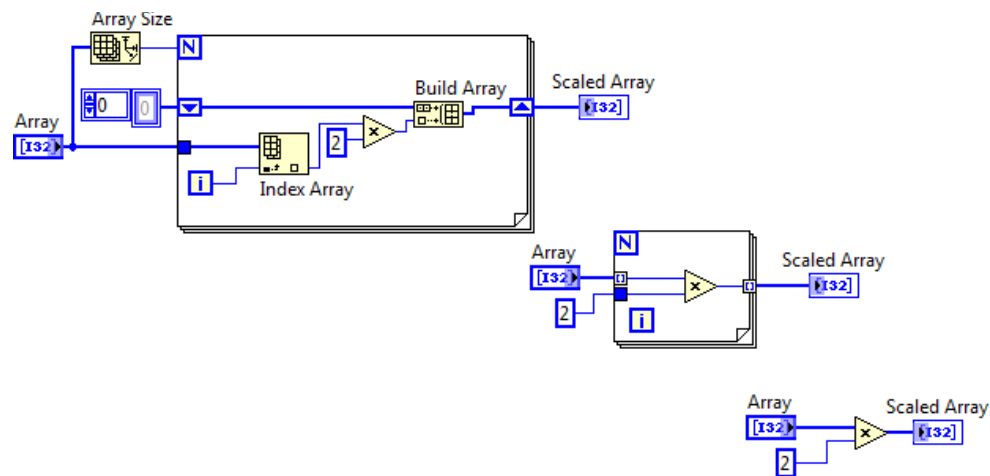 Array Size
N
Build Array
Scaled Array
0
0
I32
Array
[I32]
×
2
i
Index Array
Array
N
Scaled Array
[I32]
×
I32]
2
i
Array
Scaled Array
[I32]
×
I32]
2